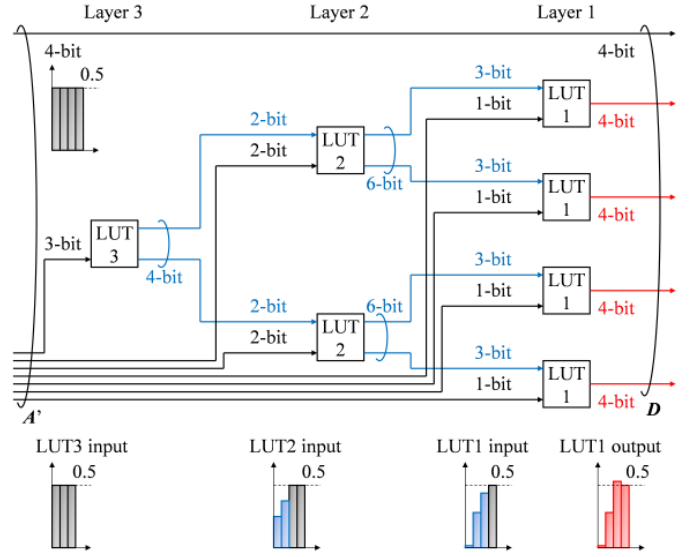 Layer 3 Layer 2 Layer 1
4-bit 4-bit
0.5
3-bit
LUT
1
1-bit
4-bit
2-bit
LUT
2
2-bit
6-bit
3-bit
LUT
1
1-bit
4-bit
3-bit
LUT
3
4-bit
3-bit
LUT
1
1-bit
4-bit
2-bit
6-bit
LUT
2
2-bit
3-bit
LUT
1
1-bit
4-bit
A’ D
LUT3 input LUT2 input LUT1 input LUT1 output
0.5 0.5 0.5 0.5